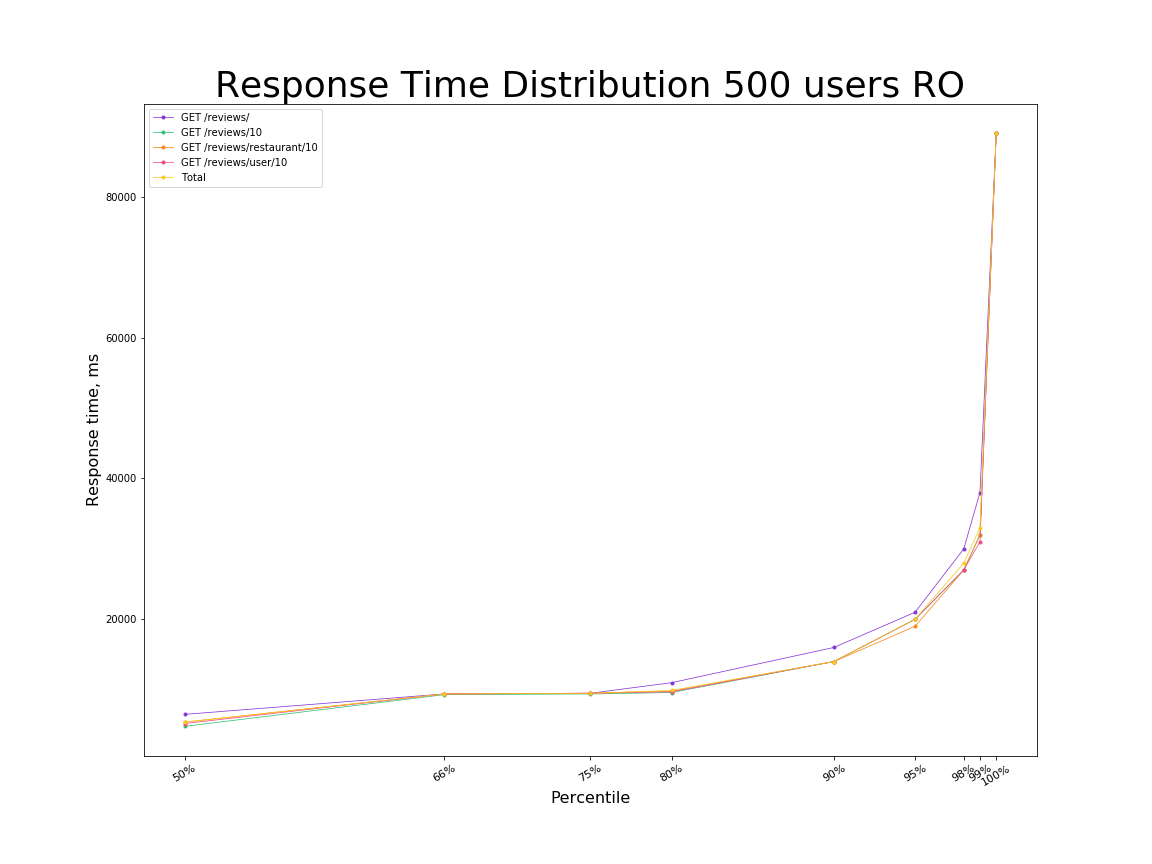 Response Time Distribution 500 users RO
GET /reviews/
GET /reviews/10
GET /reviews/restaurant/10
GET /reviews/user/10
Total
80000
60000
40000
20000
Response time, ms
50%
66%
75%
80%
90%
95%
98%
99%
100%
Percentile